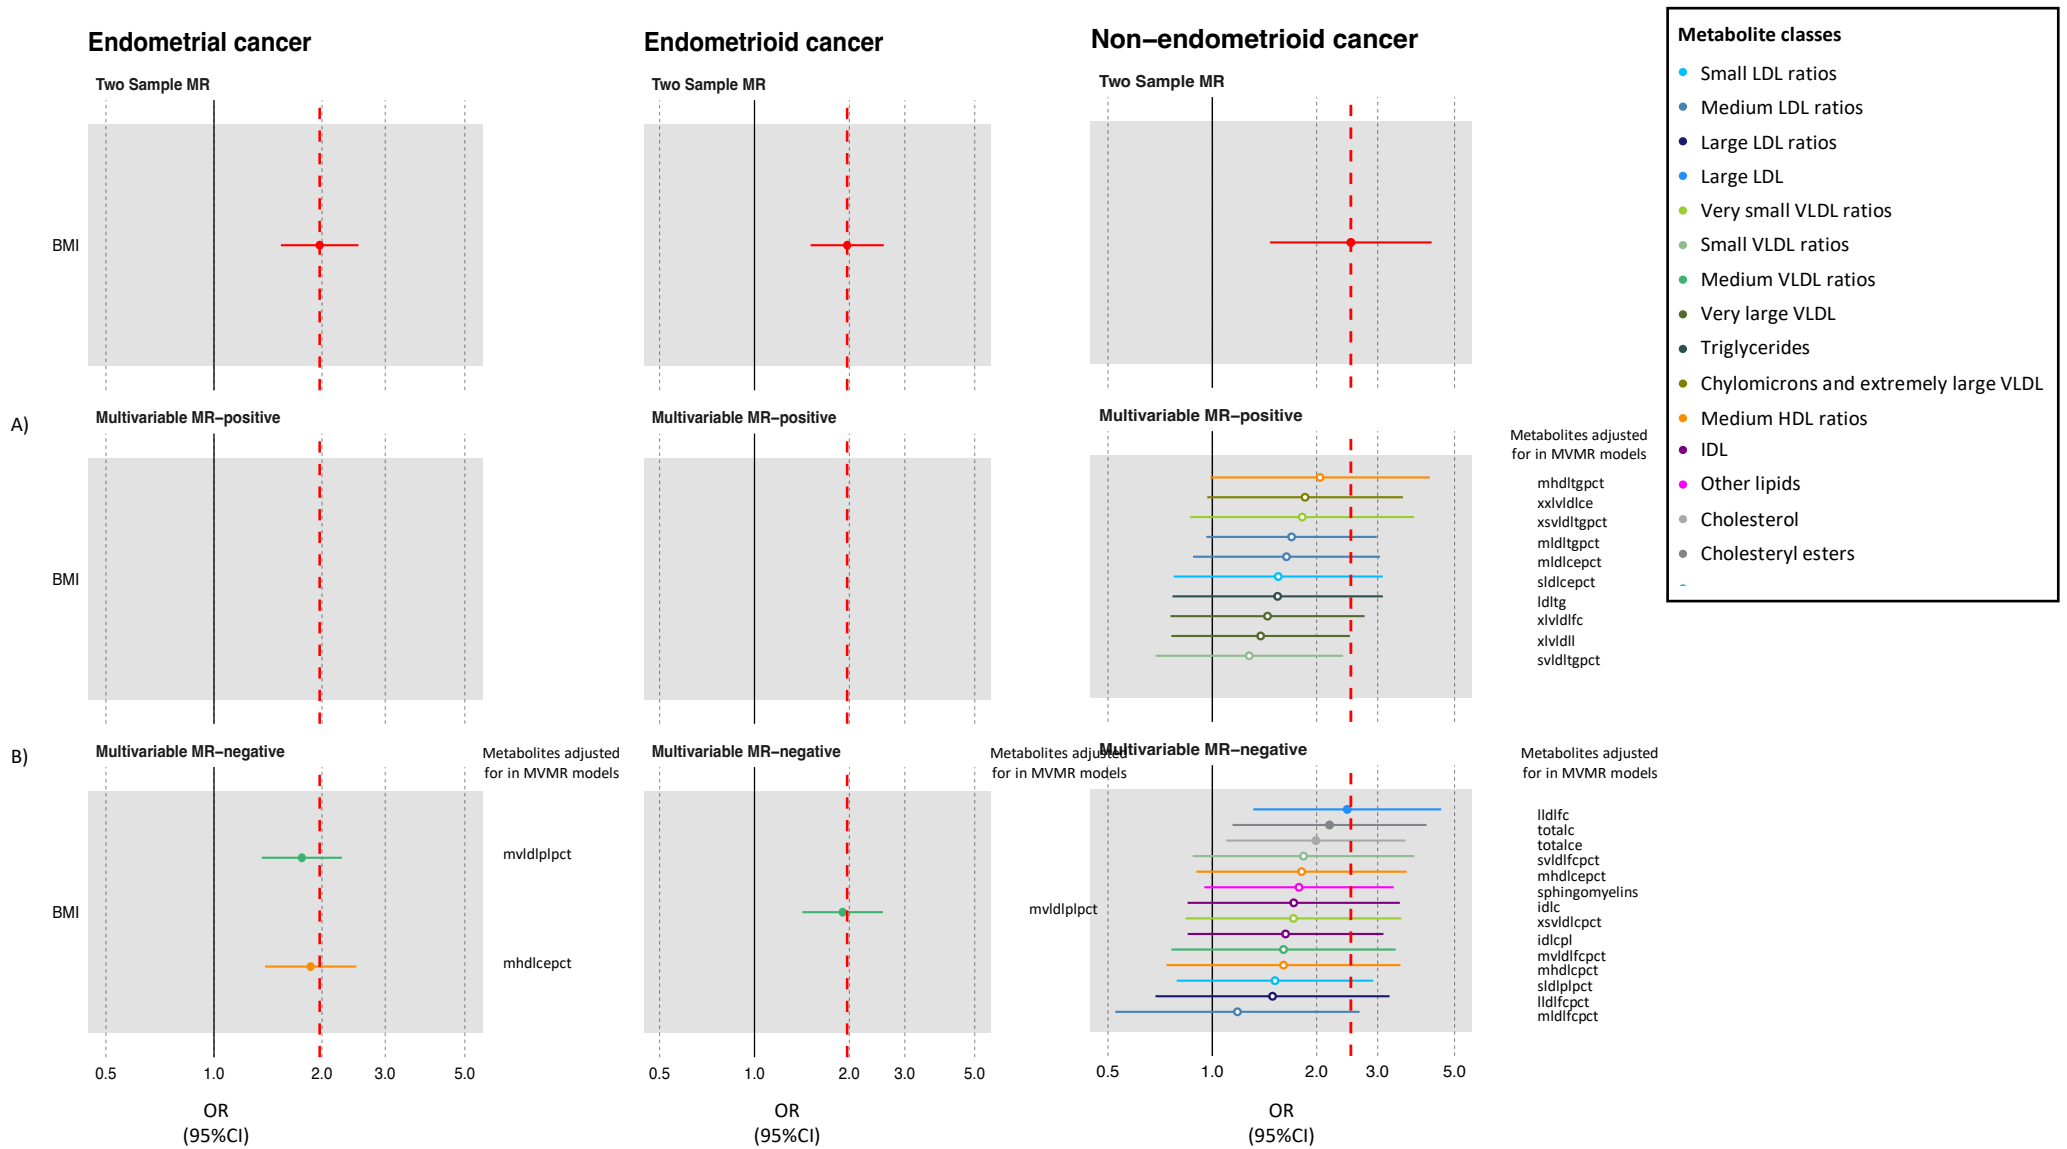 Endometrial cancer
Endometrioid cancer
Non−endometrioid cancer
Two Sample MR
Two Sample MR
Two Sample MR
BMI
A)
Multivariable MR−positive
Multivariable MR−positive
Multivariable MR−positive
Metabolites adjusted
for in MVMR models
BMI
mhdltgpct
xxlvldlce
xsvldltgpct
mldltgpct
mldlcepct
sldlcepct
ldltg
xlvldlfc
xlvldll
svldltgpct
B)
Multivariable MR−negative
Metabolites adjusted
for in MVMR models
Multivariable MR−negative
Metabolites adjusted
for in MVMR models
Multivariable MR−negative
Metabolites adjusted
for in MVMR models
BMI
mvldlplpct
mhdlcepct
mvldlplpct
lldlfc
totalc
totalce
svldlfcpct
mhdlcepct
sphingomyelins
idlc
xsvldlcpct
idlcpl
mvldlfcpct
mhdlcpct
sldlplpct
lldlfcpct
mldlfcpct
0.5 1.0 2.0 3.0 5.0
0.5 1.0 2.0 3.0 5.0
0.5 1.0 2.0 3.0 5.0
OR
(95%CI)
OR
(95%CI)
OR
(95%CI)
Metabolite classes
Small LDL ratios
Medium LDL ratios
Large LDL ratios
Large LDL
Very small VLDL ratios
Small VLDL ratios
Medium VLDL ratios
Very large VLDL
Triglycerides
Chylomicrons and extremely large VLDL
Medium HDL ratios
IDL
Other lipids
Cholesterol
Cholesteryl esters